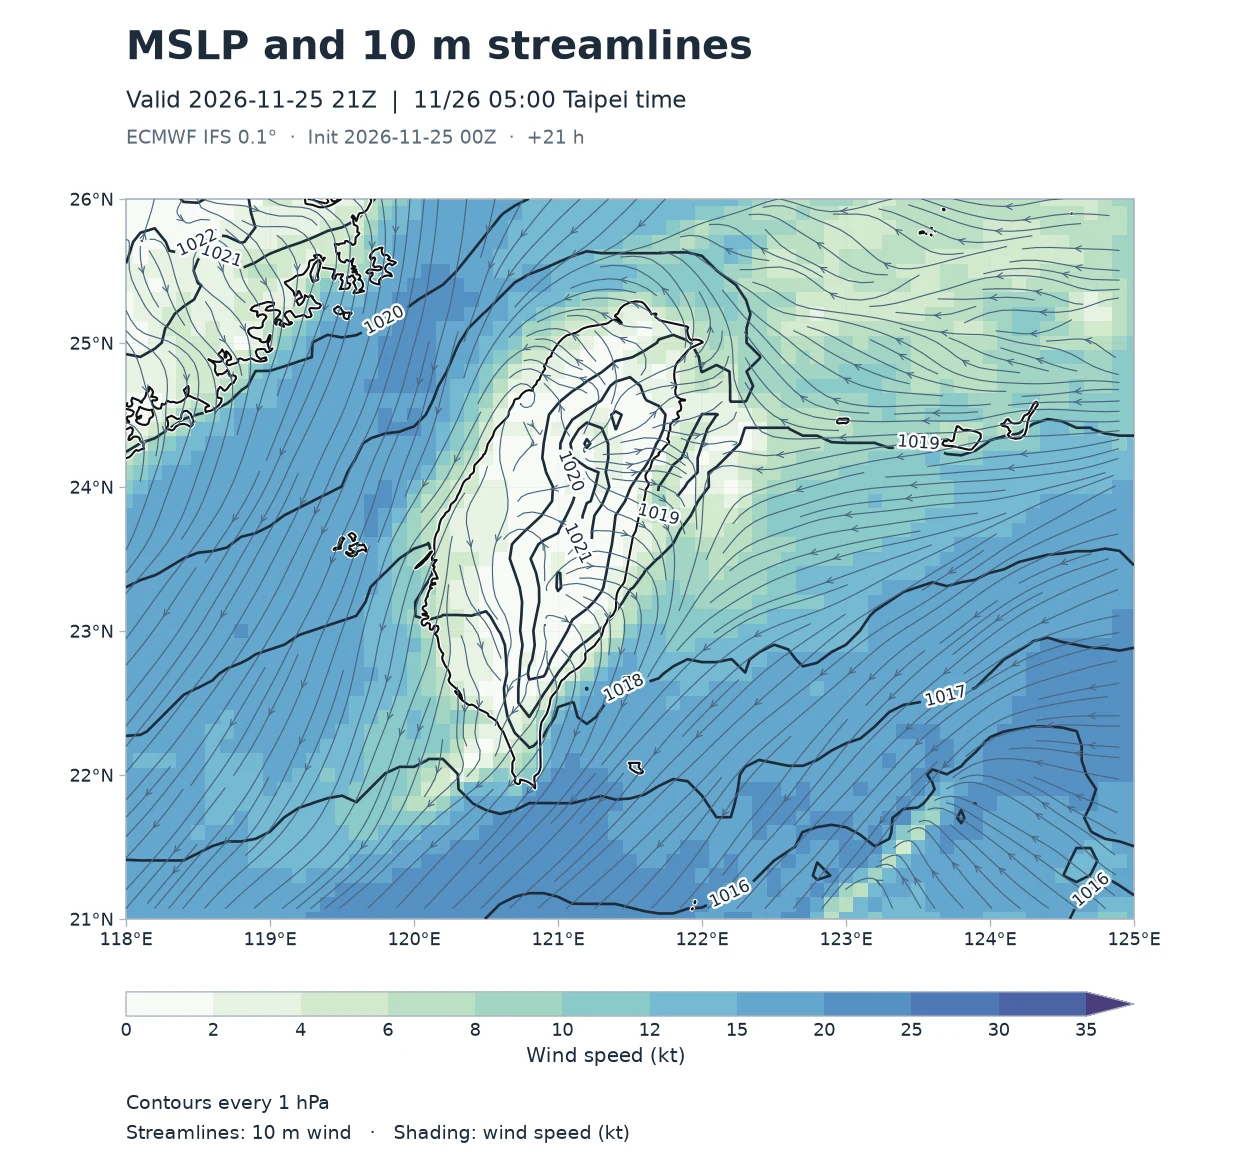 MSLP and 10 m streamlines
Valid 2026-11-25 21Z | 11/26 05:00 Taipei time
ECMWF IFS 0.1° · Init 2026-11-25 00Z · +21 h
26°N
25°N
24°N
23°N
22°N
21°N
1022
1021
1020
1019
1020
1019
1021
1018
1017
1016
1016
118°E 119°E 120°E 121°E 122°E 123°E 124°E 125°E
0 2 4 6 8 10 12 15 20 25 30 35
Wind speed (kt)
Contours every 1 hPa
Streamlines: 10 m wind · Shading: wind speed (kt)